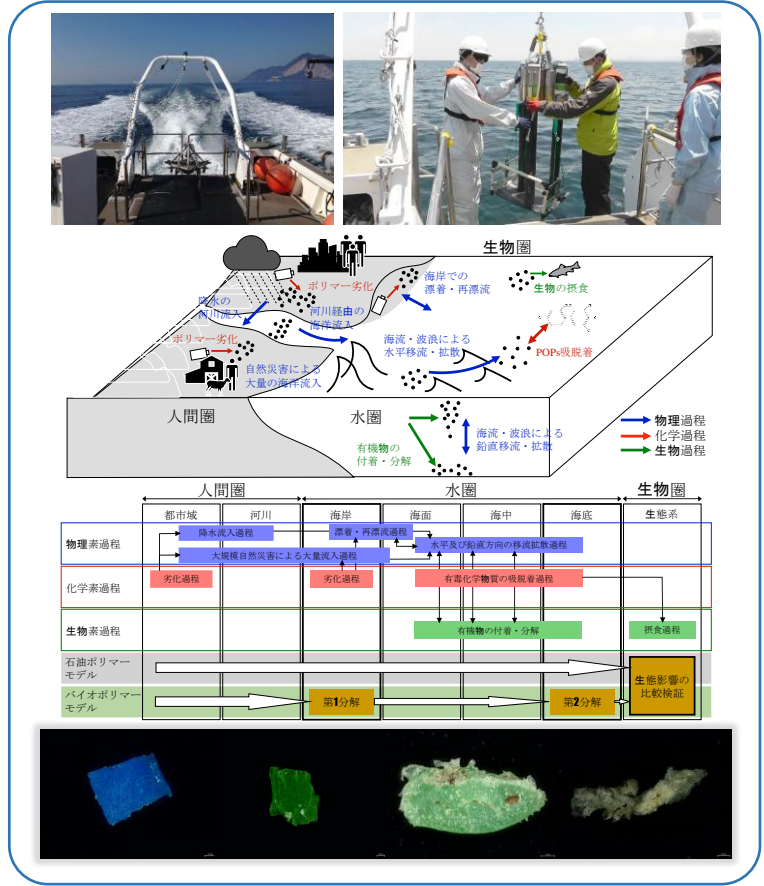 生物圏
ポリマー劣化
海岸での
漂着・再漂流
生物の摂食
降水の
河川流入
河川経由の
海洋流入
ポリマー劣化
海流・波浪による
水平移流・拡散
POPs吸脱着
自然災害による
大量の海洋流入
人間圏
水圏
有機物の
付着・分解
海流・波浪による
鉛直移流・拡散
物理過程
化学過程
生物過程
人間圏
水圏
生物圏
都市域
河川
海岸
海面
海中
海底
生態系
物理素過程
降水流入過程
漂着・再漂流過程
大規模自然災害による大量流入過程
水平及び鉛直方向の移流拡散過程
化学素過程
劣化過程
劣化過程
有毒化学物質の吸脱着過程
生物素過程
有機物の付着・分解
摂食過程
石油ポリマー
モデル
バイオポリマー
モデル
第1分解
第2分解
生態影響の
比較検証